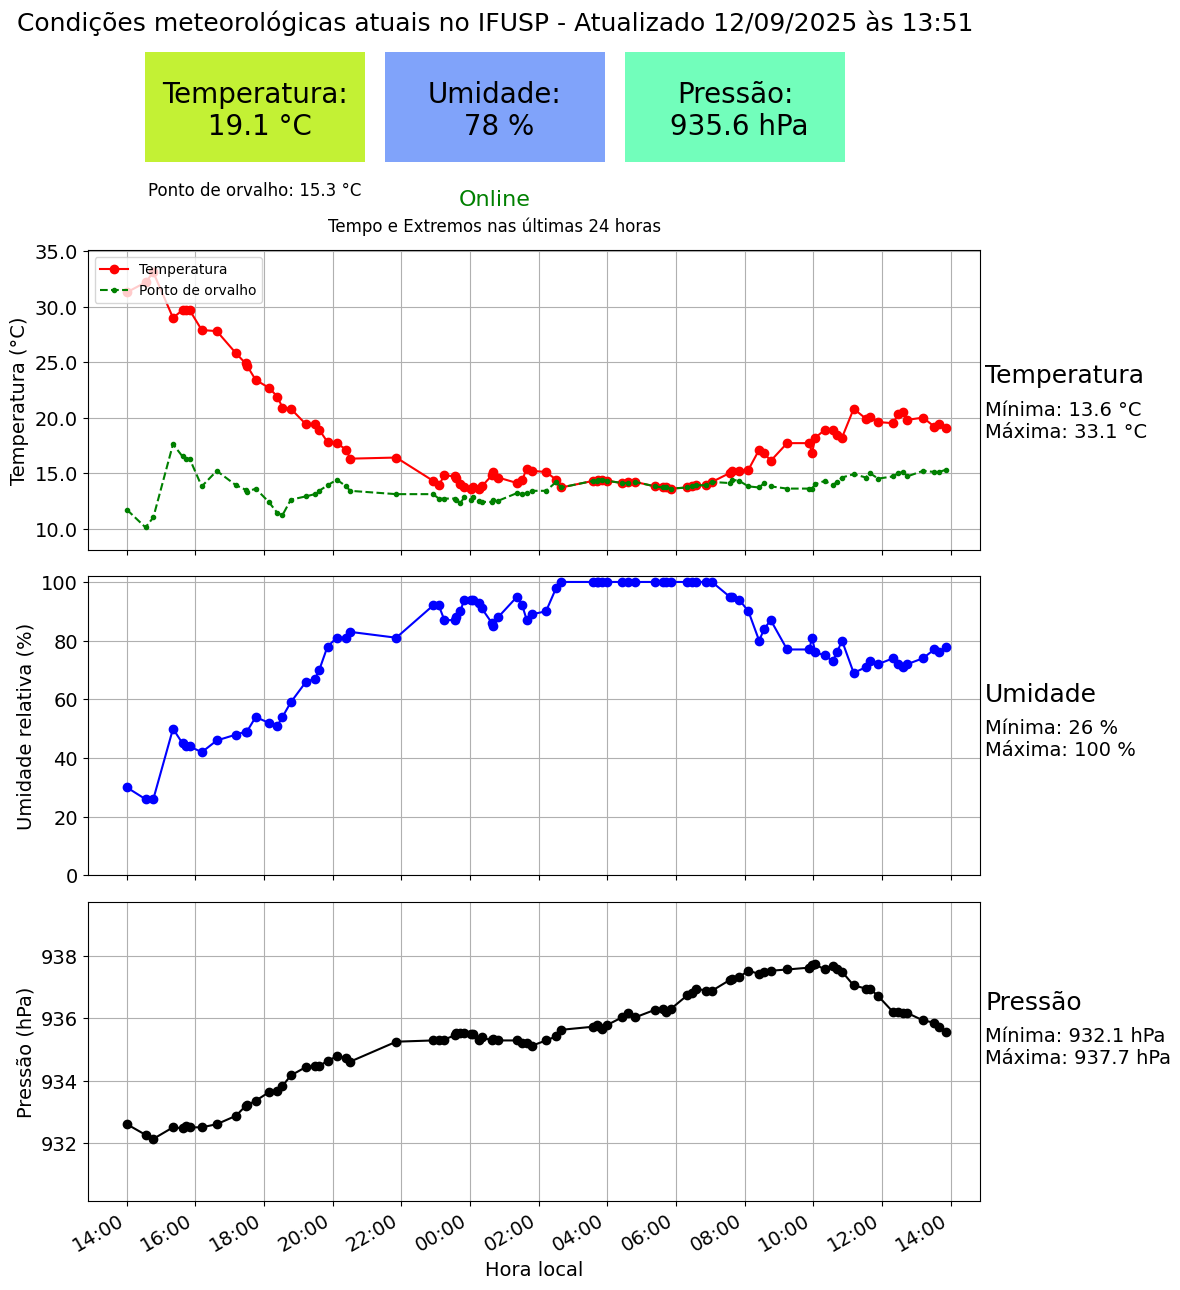 Condições meteorológicas atuais no IFUSP - Atualizado 12/09/2025 às 13:51
Temperatura:
19.1 °C
Umidade:
78 %
Pressão:
935.6 hPa
Ponto de orvalho: 15.3 °C
Online
Tempo e Extremos nas últimas 24 horas
Temperatura (°C)
35.0
30.0
25.0
20.0
15.0
10.0
Temperatura
Ponto de orvalho
Temperatura
Mínima: 13.6 °C
Máxima: 33.1 °C
Umidade relativa (%)
100
80
60
40
20
0
Umidade
Mínima: 26 %
Máxima: 100 %
Pressão (hPa)
938
936
934
932
Pressão
Mínima: 932.1 hPa
Máxima: 937.7 hPa
14:00
16:00
18:00
20:00
22:00
00:00
02:00
04:00
06:00
08:00
10:00
12:00
14:00
Hora local